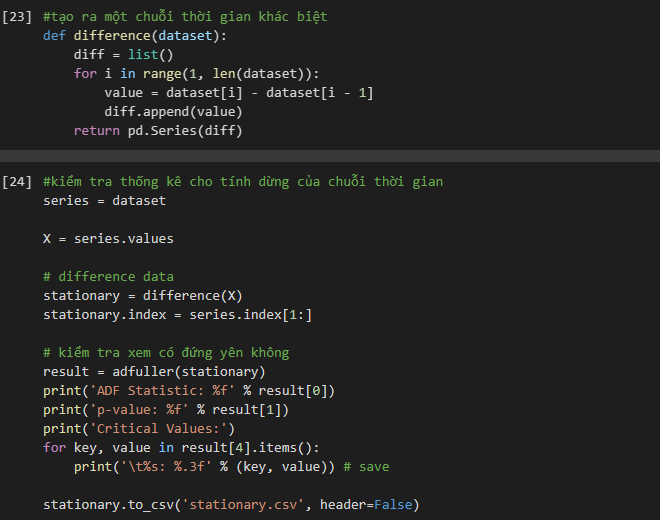 [23] #tạo ra một chuỗi thời gian khác biệt
def difference(dataset):
    diff = list()
    for i in range(1, len(dataset)):
        value = dataset[i] - dataset[i - 1]
        diff.append(value)
    return pd.Series(diff)
[24] #kiểm tra thống kê cho tính dừng của chuỗi thời gian
series = dataset
X = series.values
# difference data
stationary = difference(X)
stationary.index = series.index[1:]
# kiểm tra xem có đứng yên không
result = adfuller(stationary)
print('ADF Statistic: %f' % result[0])
print('p-value: %f' % result[1])
print('Critical Values:')
for key, value in result[4].items():
    print('\t%s: %.3f' % (key, value)) # save
stationary.to_csv('stationary.csv', header=False)